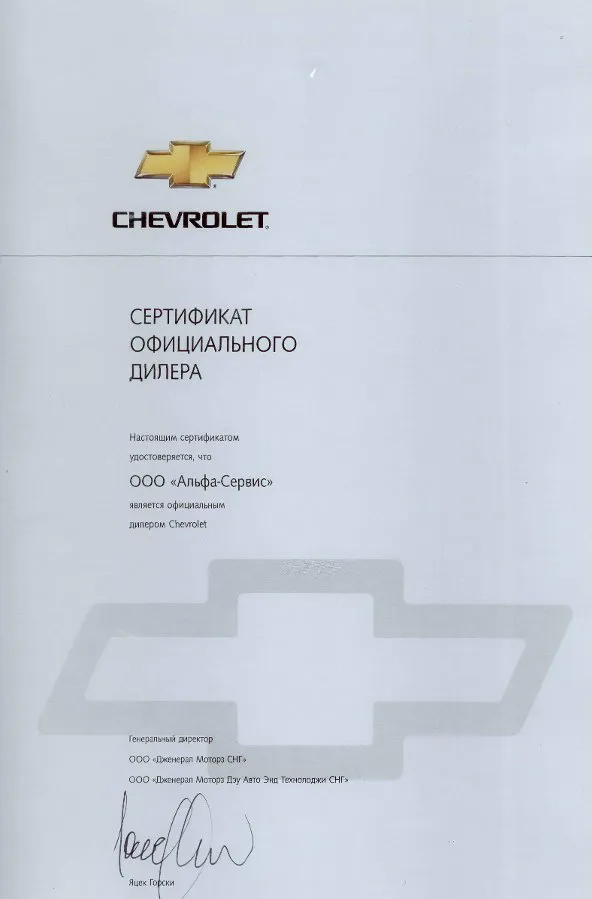 CHEVROLET
СЕРТИФИКАТ
ОФИЦИАЛЬНОГО
ДИЛЕРА
Настоящим сертификатом
удостоверяется, что
ООО «Альфа-Сервис»
является официальным
дилером Chevrolet
Генеральный директор
ООО «Дженерал Моторз СНГ»
ООО «Дженерал Моторз Дэу Авто Энд Технолоджи СНГ»
Яцек Горски